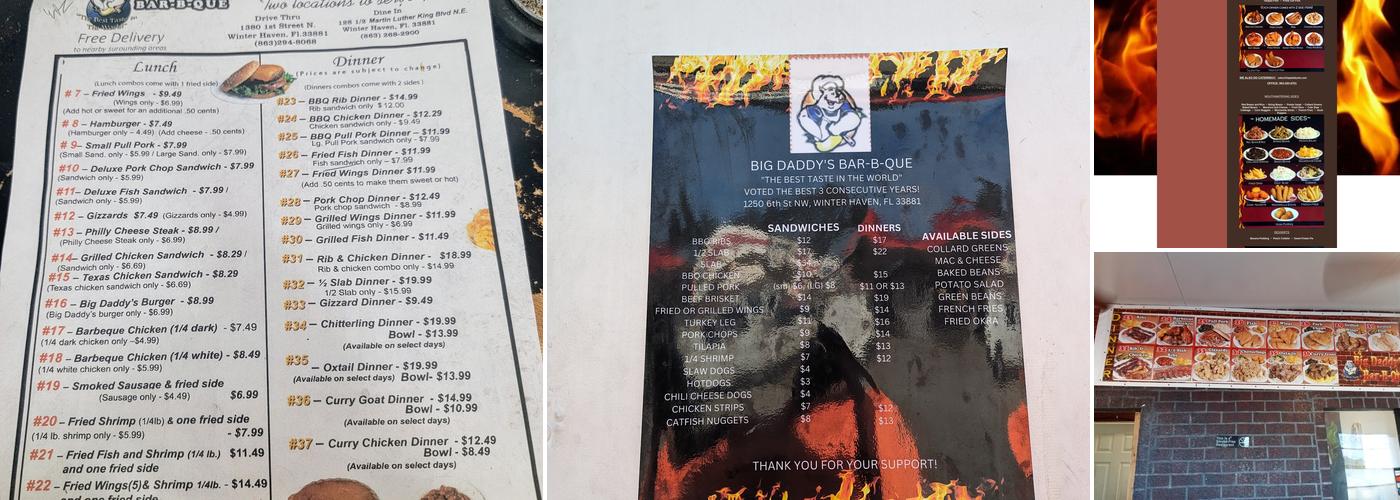 The Best Taste in
The World
BAR-B-QUE
Two locations to
Free Delivery
to nearby surounding areas
Drive Thru
1380 1st Street N.
Winter Haven, Fl.33881
(863)294-8068
Dine In
Martin Luther King Blvd N.E.
Winter Haven, Fl. 33881
(863) 268-2900
Lunch
(Lunch combos come with 1 fried side)
#7 – Fried Wings - $9.49
(Wings only - $6.99)
(Add hot or sweet for an additional .50 cents)
# 8 – Hamburger - $7.49
(Hamburger only – 4.49) (Add cheese - .50 cents)
# 9– Small Pull Pork - $7.99
(Small Sand. only - $5.99 / Large Sand. only - $7.99)
#10 – Deluxe Pork Chop Sandwich - $7.99
(Sandwich only – $5.99)
#11– Deluxe Fish Sandwich - $7.99 /
(Sandwich only - $5.99)
#12 – Gizzards $7.49 (Gizzards only - $4.99)
#13 – Philly Cheese Steak - $8.99 /
(Philly Cheese Steak only - $6.99)
#14– Grilled Chicken Sandwich - $8.29 /
(Sandwich only - $6.69)
#15 – Texas Chicken Sandwich - $8.29
(Texas chicken sandwich only - $6.69)
#16 – Big Daddy's Burger - $8.99
(Big Daddy's burger only - $6.99)
#17 – Barbeque Chicken (1/4 dark) - $7.49
(1/4 dark chicken only –$4.99)
#18 – Barbeque Chicken (1/4 white) - $8.49
(1/4 white chicken only - $5.99)
#19 – Smoked Sausage & fried side
(Sausage only - $4.49) $6.99
#20 – Fried Shrimp (1/4lb) & one fried side
(1/4 lb. shrimp only - $5.99) - $7.99
#21 – Fried Fish and Shrimp (1/4 lb.) $11.49
and one fried side
#22 – Fried Wings(5)& Shrimp 1/4lb. - $14.49
and one fried side
Dinner
(Prices are subject to change)
(Dinners combos come with 2 sides)
#23 – BBQ Rib Dinner - $14.99
Rib sandwich only $ 12.00
#24 – BBQ Chicken Dinner - $12.29
Chicken sandwich only - $9.49
#25 – BBQ Pull Pork Dinner - $11.99
Lg. Pull Pork sandwich only - $7.99
#26 – Fried Fish Dinner - $11.99
Fish sandwich only – $7.99
#27 – Fried Wings Dinner $11.99
(Add .50 cents to make them sweet or hot)
#28 – Pork Chop Dinner - $12.49
Pork chop sandwich - $8.99
#29 – Grilled Wings Dinner - $11.99
Grilled wings only - $6.99
#30 – Grilled Fish Dinner - $11.49
#31 – Rib & Chicken Dinner - $18.99
Rib & chicken combo only - $14.99
#32 – ½ Slab Dinner - $19.99
1/2 Slab only - $15.99
#33 – Gizzard Dinner - $9.49
#34 – Chitterling Dinner - $19.99
Bowl - $13.99
(Available on select days)
#35 – Oxtail Dinner - $19.99
(Available on select days) Bowl- $13.99
#36 – Curry Goat Dinner - $14.99
Bowl - $10.99
(Available on select days)
#37 – Curry Chicken Dinner - $12.49
Bowl - $8.49
(Available on select days)
BIG DADDY'S BAR-B-QUE
"THE BEST TASTE IN THE WORLD"
VOTED THE BEST 3 CONSECUTIVE YEARS!
1250 6th St NW, WINTER HAVEN, FL 33881
SANDWICHES DINNERS
BBQ RIBS $12 $17
1/2 SLAB $17 $22
SLAB
BBQ CHICKEN $10 $15
PULLED PORK (sm) $6, (LG) $8 $11 OR $13
BEEF BRISKET $14 $19
FRIED OR GRILLED WINGS $9 $14
TURKEY LEG $11 $16
PORK CHOPS $9 $14
TILAPIA $8 $13
1/4 SHRIMP $7 $12
SLAW DOGS $4
HOTDOGS $3
CHILI CHEESE DOGS $4
CHICKEN STRIPS $7 $12
CATFISH NUGGETS $8 $13
AVAILABLE SIDES
COLLARD GREENS
MAC & CHEESE
BAKED BEANS
POTATO SALAD
GREEN BEANS
FRENCH FRIES
FRIED OKRA
THANK YOU FOR YOUR SUPPORT!
~ HOMEMADE SIDES~
DINNER
Big Daddy's